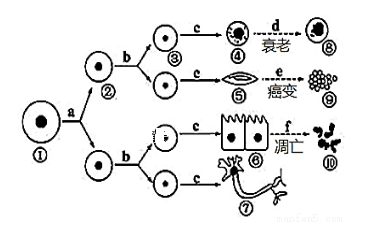 c d
b ③ ④ 衰老 ⑧
a ② c e
⑤ 癌变 ⑨
① b c f
⑥ 凋亡 ⑩
c
⑦